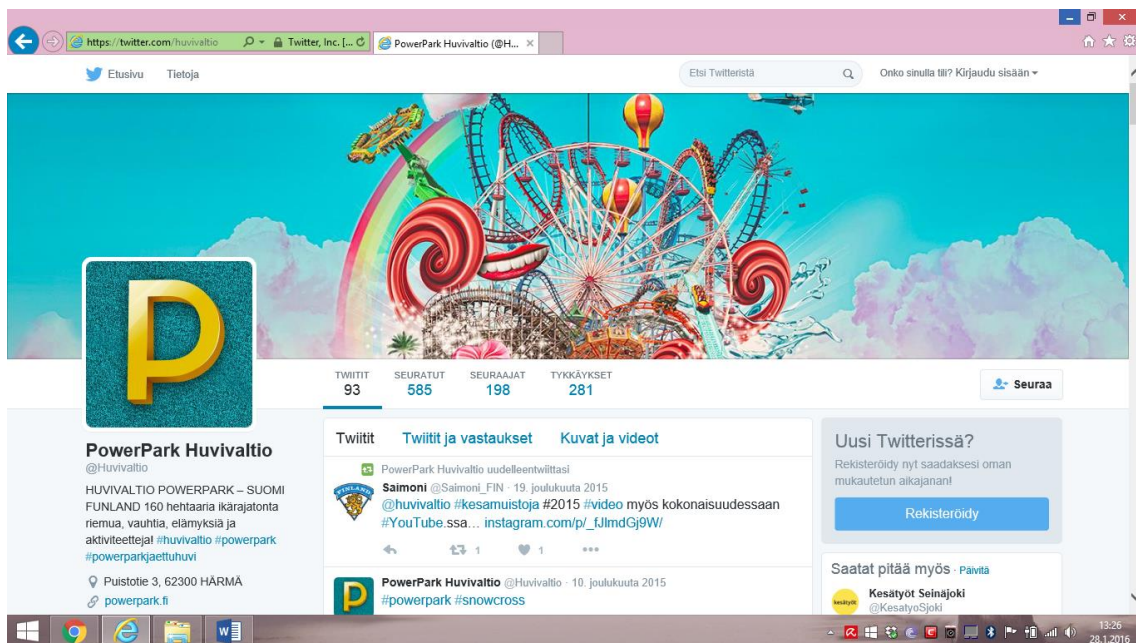 https://twitter.com/huvivaltio
Twitter, Inc. [...
PowerPark Huvivaltio (@H...
Etusivu Tietoja
Etsi Twitteristä
Onko sinulla tili? Kirjaudu sisään
P
TWIITIT SEURATUT SEURAAJAT TYKKÄYKSET
93 585 198 281
Seuraa
PowerPark Huvivaltio
@Huvivaltio
HUVIVALTIO POWERPARK – SUOMI
FUNLAND 160 hehtaaria ikärajatonta
riemua, vauhtia, elämyksiä ja
aktiviteetteja! #huvivaltio #powerpark
#powerparkjaettuhuvi
Puistotie 3, 62300 HÄRMÄ
powerpark.fi
Twiitit Twiitit ja vastaukset Kuvat ja videot
PowerPark Huvivaltio uudelleentwiittasi
FINLAND
Saimoni @Saimoni_FIN · 19. joulukuuta 2015
@huvivaltio #kesamuistoja #2015 #video myös kokonaisuudessaan
#YouTube.ssa… instagram.com/p/_fJlmdGj9W/
1 1
P
PowerPark Huvivaltio @Huvivaltio · 10. joulukuuta 2015
#powerpark #snowcross
Uusi Twitterissä?
Rekisteröidy nyt saadaksesi oman
mukautetun aikajanan!
Rekisteröidy
Saatat pitää myös · Päivitä
kesätyöt
Kesätyöt Seinäjoki
@KesatyoSjoki
13:26
28.1.2016